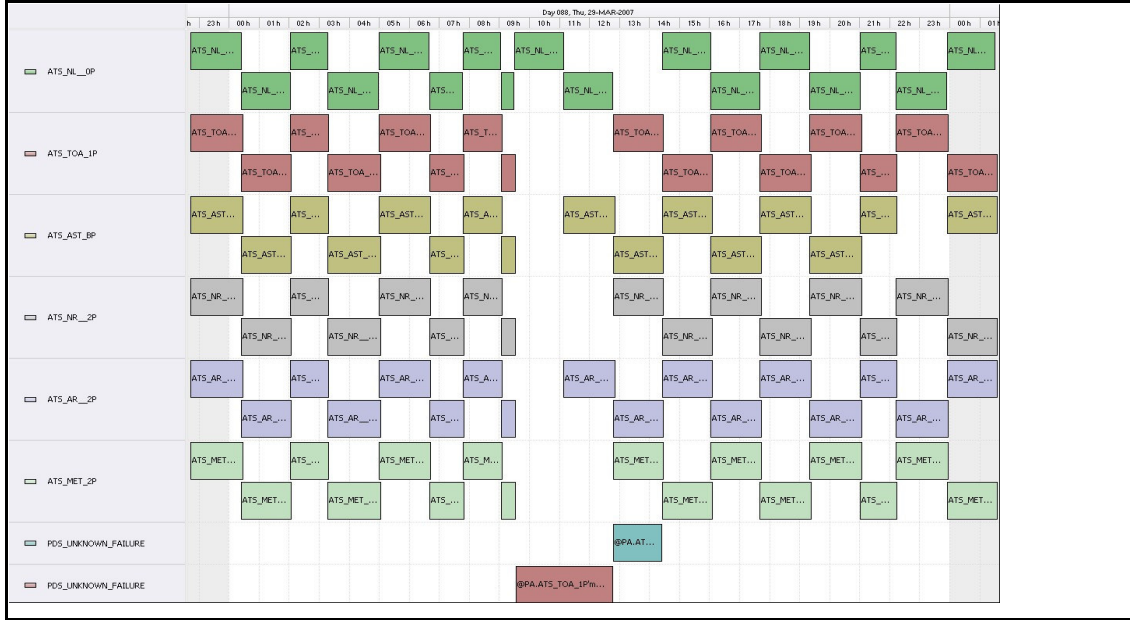 Day 088, Thu, 29-MAR-2007
h 23 h 00 h 01 h 02 h 03 h 04 h 05 h 06 h 07 h 08 h 09 h 10 h 11 h 12 h 13 h 14 h 15 h 16 h 17 h 18 h 19 h 20 h 21 h 22 h 23 h 00 h 01 h
ATS_NL_... ATS_... ATS_NL_... ATS_... ATS_NL_... ATS_NL_... ATS_NL_... ATS_... ATS_NL...
ATS_NL__0P
ATS_NL_... ATS_NL_... ATS... ATS_NL_... ATS_NL_... ATS_NL_... ATS_NL_...
ATS_TOA... ATS_... ATS_TOA... ATS_T... ATS_TOA... ATS_TOA... ATS_TOA... ATS_TOA...
ATS_TOA_1P
ATS_TOA... ATS_TOA_... ATS_... ATS_TOA... ATS_TOA... ATS_... ATS_TOA...
ATS_AST... ATS_... ATS_AST... ATS_A... ATS_AST... ATS_AST... ATS_AST... ATS_... ATS_AST...
ATS_AST_BP
ATS_AST... ATS_AST... ATS_... ATS_AST... ATS_AST... ATS_AST...
ATS_NR_... ATS_... ATS_NR_... ATS_N... ATS_NR_... ATS_NR_... ATS_NR_... ATS_NR_...
ATS_NR__2P
ATS_NR_... ATS_NR__... ATS_... ATS_NR_... ATS_NR_... ATS_... ATS_NR_...
ATS_AR_... ATS_... ATS_AR_... ATS_A... ATS_AR_... ATS_AR_... ATS_AR_... ATS_... ATS_AR_...
ATS_AR__2P
ATS_AR_... ATS_AR__... ATS_... ATS_AR_... ATS_AR_... ATS_AR_... ATS_AR_...
ATS_MET... ATS_... ATS_MET... ATS_M... ATS_MET... ATS_MET... ATS_MET... ATS_MET...
ATS_MET_2P
ATS_MET... ATS_MET... ATS_... ATS_MET... ATS_MET... ATS_... ATS_MET...
PDS_UNKNOWN_FAILURE @PA.AT...
PDS_UNKNOWN_FAILURE @PA.ATS_TOA_1P'm...